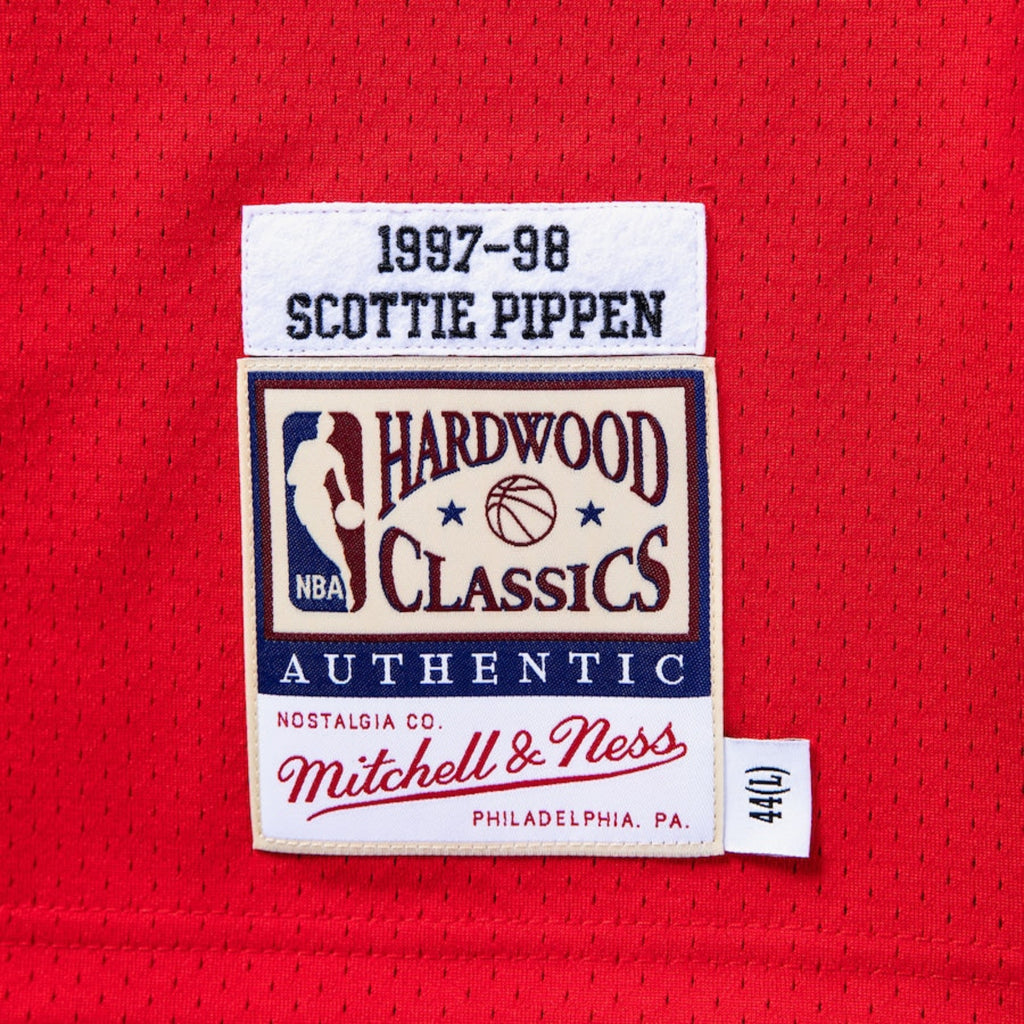 1997-98
SCOTTIE PIPPEN
HARDWOOD
CLASSICS
NBA
AUTHENTIC
NOSTALGIA CO.
Mitchell & Ness
PHILADELPHIA. PA.
44(L)